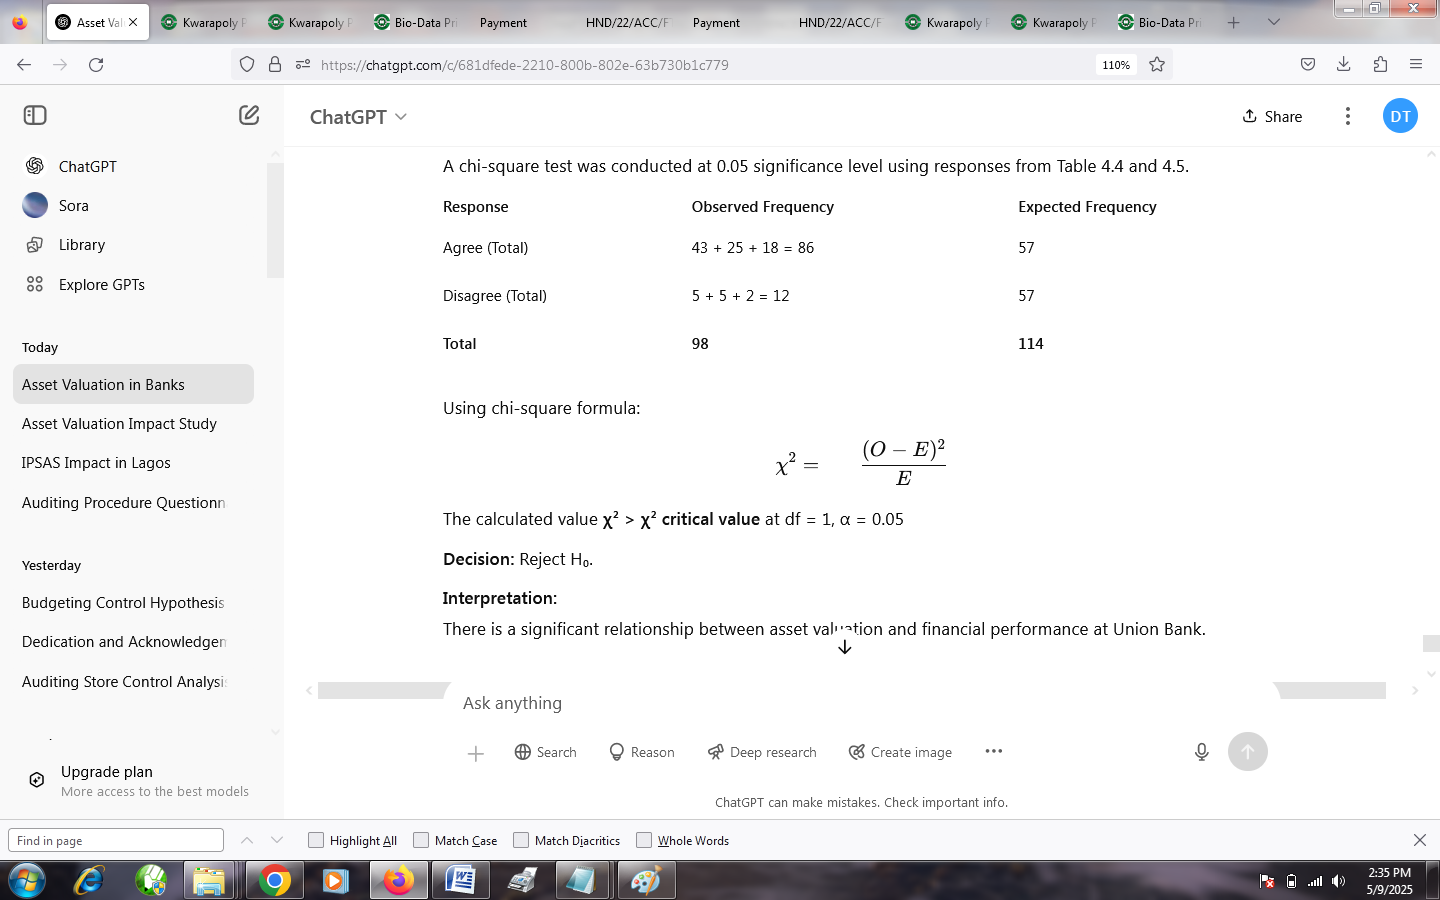 Asset Val
Kwarapoly P
Kwarapoly P
Bio-Data Pri
Payment
HND/22/ACC/FT
Payment
HND/22/ACC/FT
Kwarapoly P
Kwarapoly P
Bio-Data Pri
https://chatgpt.com/c/681dfede-2210-800b-802e-63b730b1c779
110%
ChatGPT
Share
DT
ChatGPT
Sora
Library
Explore GPTs
Today
Asset Valuation in Banks
Asset Valuation Impact Study
IPSAS Impact in Lagos
Auditing Procedure Questionn
Yesterday
Budgeting Control Hypothesis
Dedication and Acknowledgen
Auditing Store Control Analysis
Upgrade plan
More access to the best models
A chi-square test was conducted at 0.05 significance level using responses from Table 4.4 and 4.5.
Response Observed Frequency Expected Frequency
Agree (Total) 43 + 25 + 18 = 86 57
Disagree (Total) 5 + 5 + 2 = 12 57
Total 98 114
Using chi-square formula:
χ² = (O − E)² / E
The calculated value χ² > χ² critical value at df = 1, α = 0.05
Decision: Reject H₀.
Interpretation:
There is a significant relationship between asset valuation and financial performance at Union Bank.
Ask anything
Search Reason Deep research Create image
ChatGPT can make mistakes. Check important info.
Find in page Highlight All Match Case Match Diacritics Whole Words
2:35 PM
5/9/2025